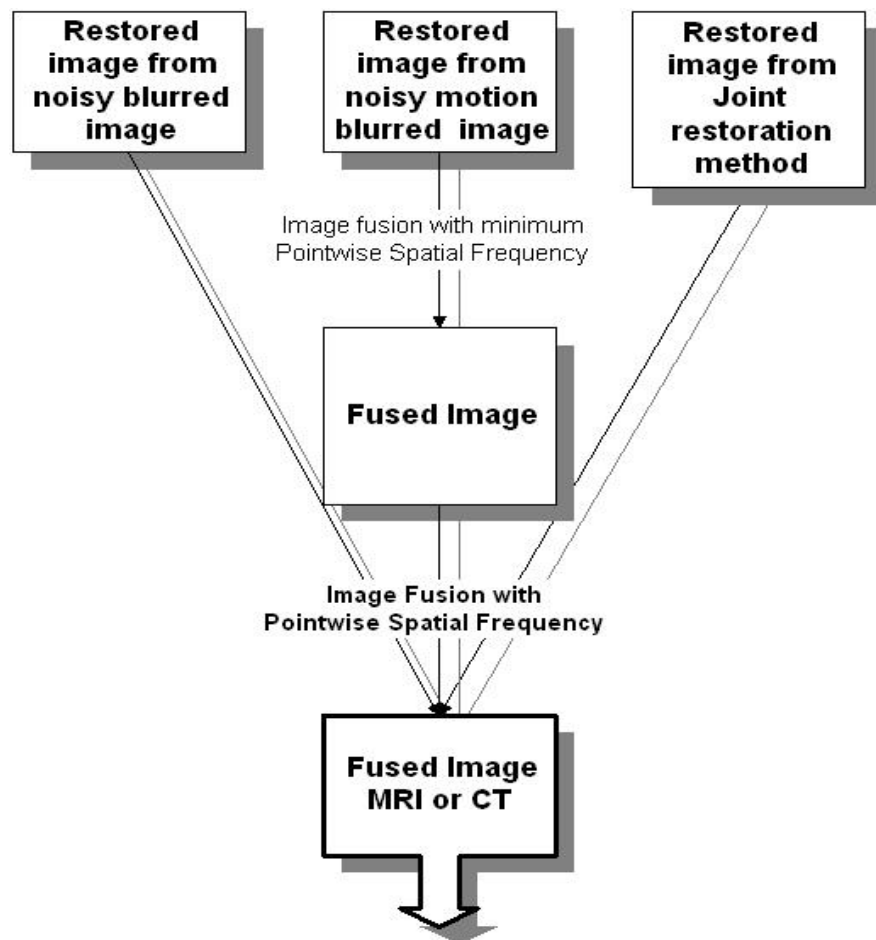 Restored
image from
noisy blurred
image
Restored
image from
noisy motion
blurred image
Restored
image from
Joint
restoration
method
Image fusion with minimum
Pointwise Spatial Frequency
Fused Image
Image Fusion with
Pointwise Spatial Frequency
Fused Image
MRI or CT